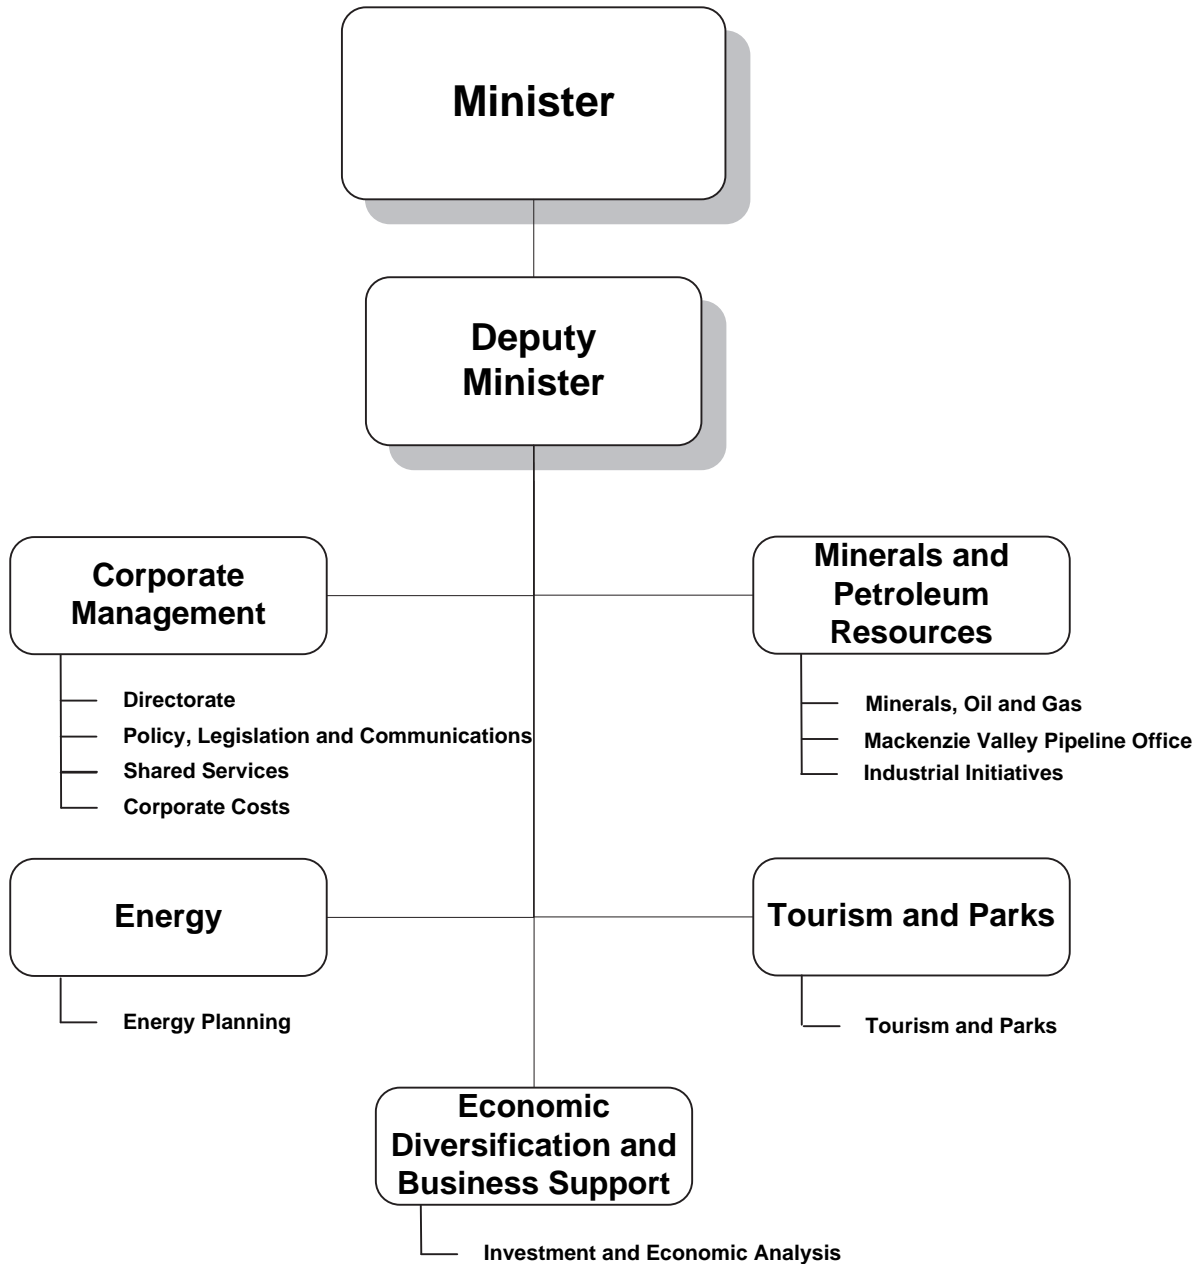 Minister
Deputy
Minister
Corporate
Management
Directorate
Policy, Legislation and Communications
Shared Services
Corporate Costs
Minerals and
Petroleum
Resources
Minerals, Oil and Gas
Mackenzie Valley Pipeline Office
Industrial Initiatives
Energy
Energy Planning
Tourism and Parks
Tourism and Parks
Economic
Diversification and
Business Support
Investment and Economic Analysis